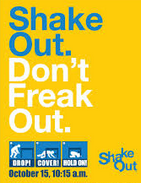 Shake
Out.
Don't
Freak
Out.
DROP! COVER! HOLD ON!
October 15, 10:15 a.m.
Shake
Out